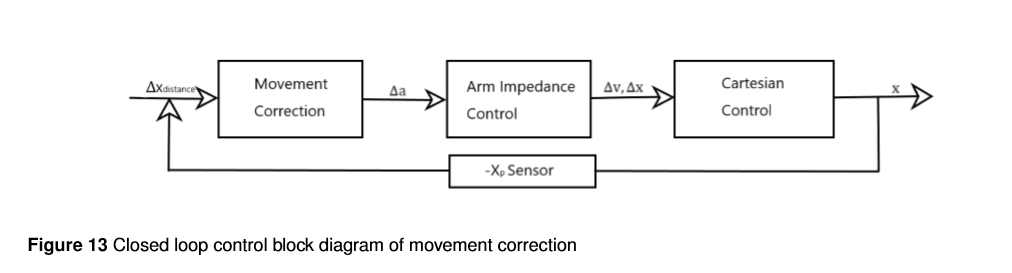 Δxdistance
Movement
Correction
Δa
Arm Impedance
Control
Δv, Δx
Cartesian
Control
x
-Xp Sensor
Figure 13 Closed loop control block diagram of movement correction